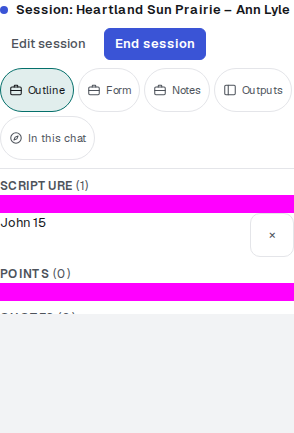 Session: Heartland Sun Prairie – Ann Lyle
Edit session
End session
Outline
Form
Notes
Outputs
In this chat
SCRIPTURE (1)
John 15
×
POINTS (0)